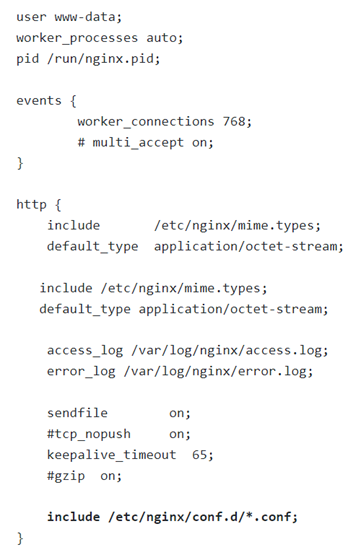 user www-data;
worker_processes auto;
pid /run/nginx.pid;

events {
        worker_connections 768;
        # multi_accept on;
}

http {
    include       /etc/nginx/mime.types;
    default_type  application/octet-stream;

   include /etc/nginx/mime.types;
   default_type application/octet-stream;

    access_log /var/log/nginx/access.log;
    error_log /var/log/nginx/error.log;

    sendfile        on;
    #tcp_nopush     on;
    keepalive_timeout  65;
    #gzip  on;

    include /etc/nginx/conf.d/*.conf;
}